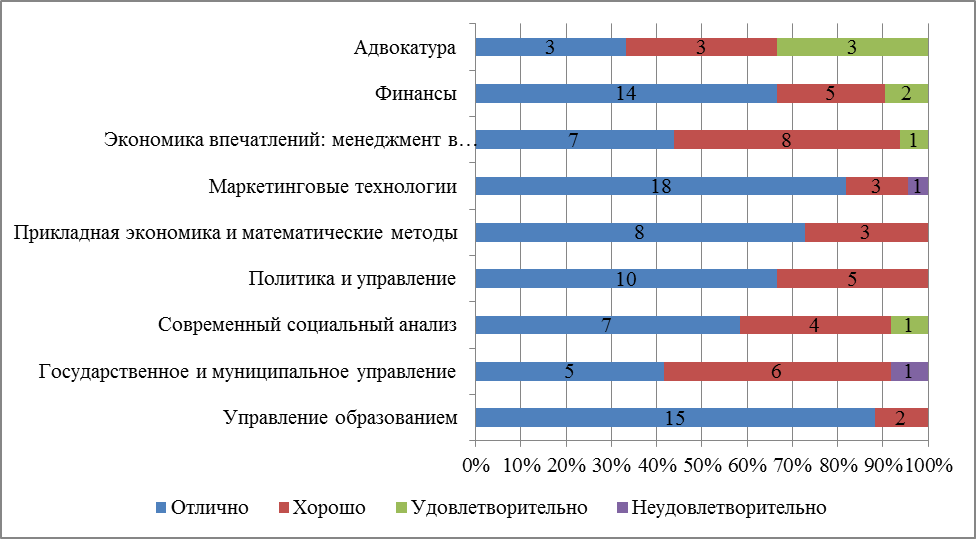 Адвокатура 3 3 3
Финансы 14 5 2
Экономика впечатлений: менеджмент в… 7 8 1
Маркетинговые технологии 18 3 1
Прикладная экономика и математические методы 8 3
Политика и управление 10 5
Современный социальный анализ 7 4 1
Государственное и муниципальное управление 5 6 1
Управление образованием 15 2
0% 10% 20% 30% 40% 50% 60% 70% 80% 90% 100%
Отлично Хорошо Удовлетворительно Неудовлетворительно